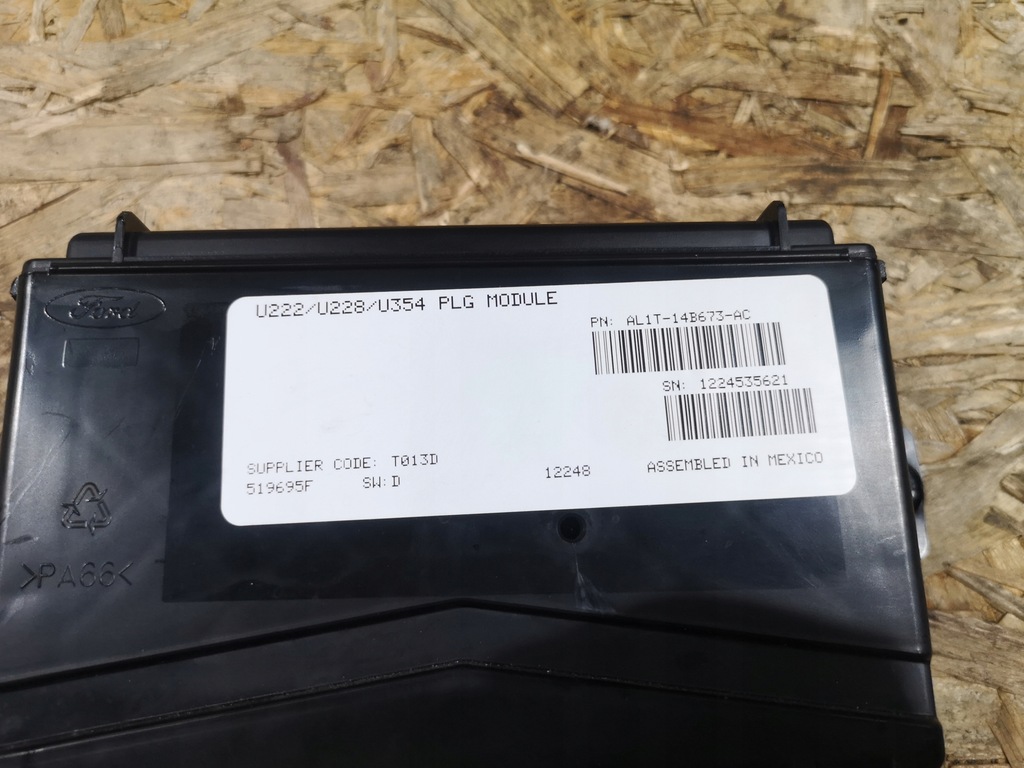 Ford
U222/U228/U354 PLG MODULE
PN: AL1T-14B673-AC
SN: 1224535621
SUPPLIER CODE: T013D
519695F SW:D
12248
ASSEMBLED IN MEXICO
>PA66<